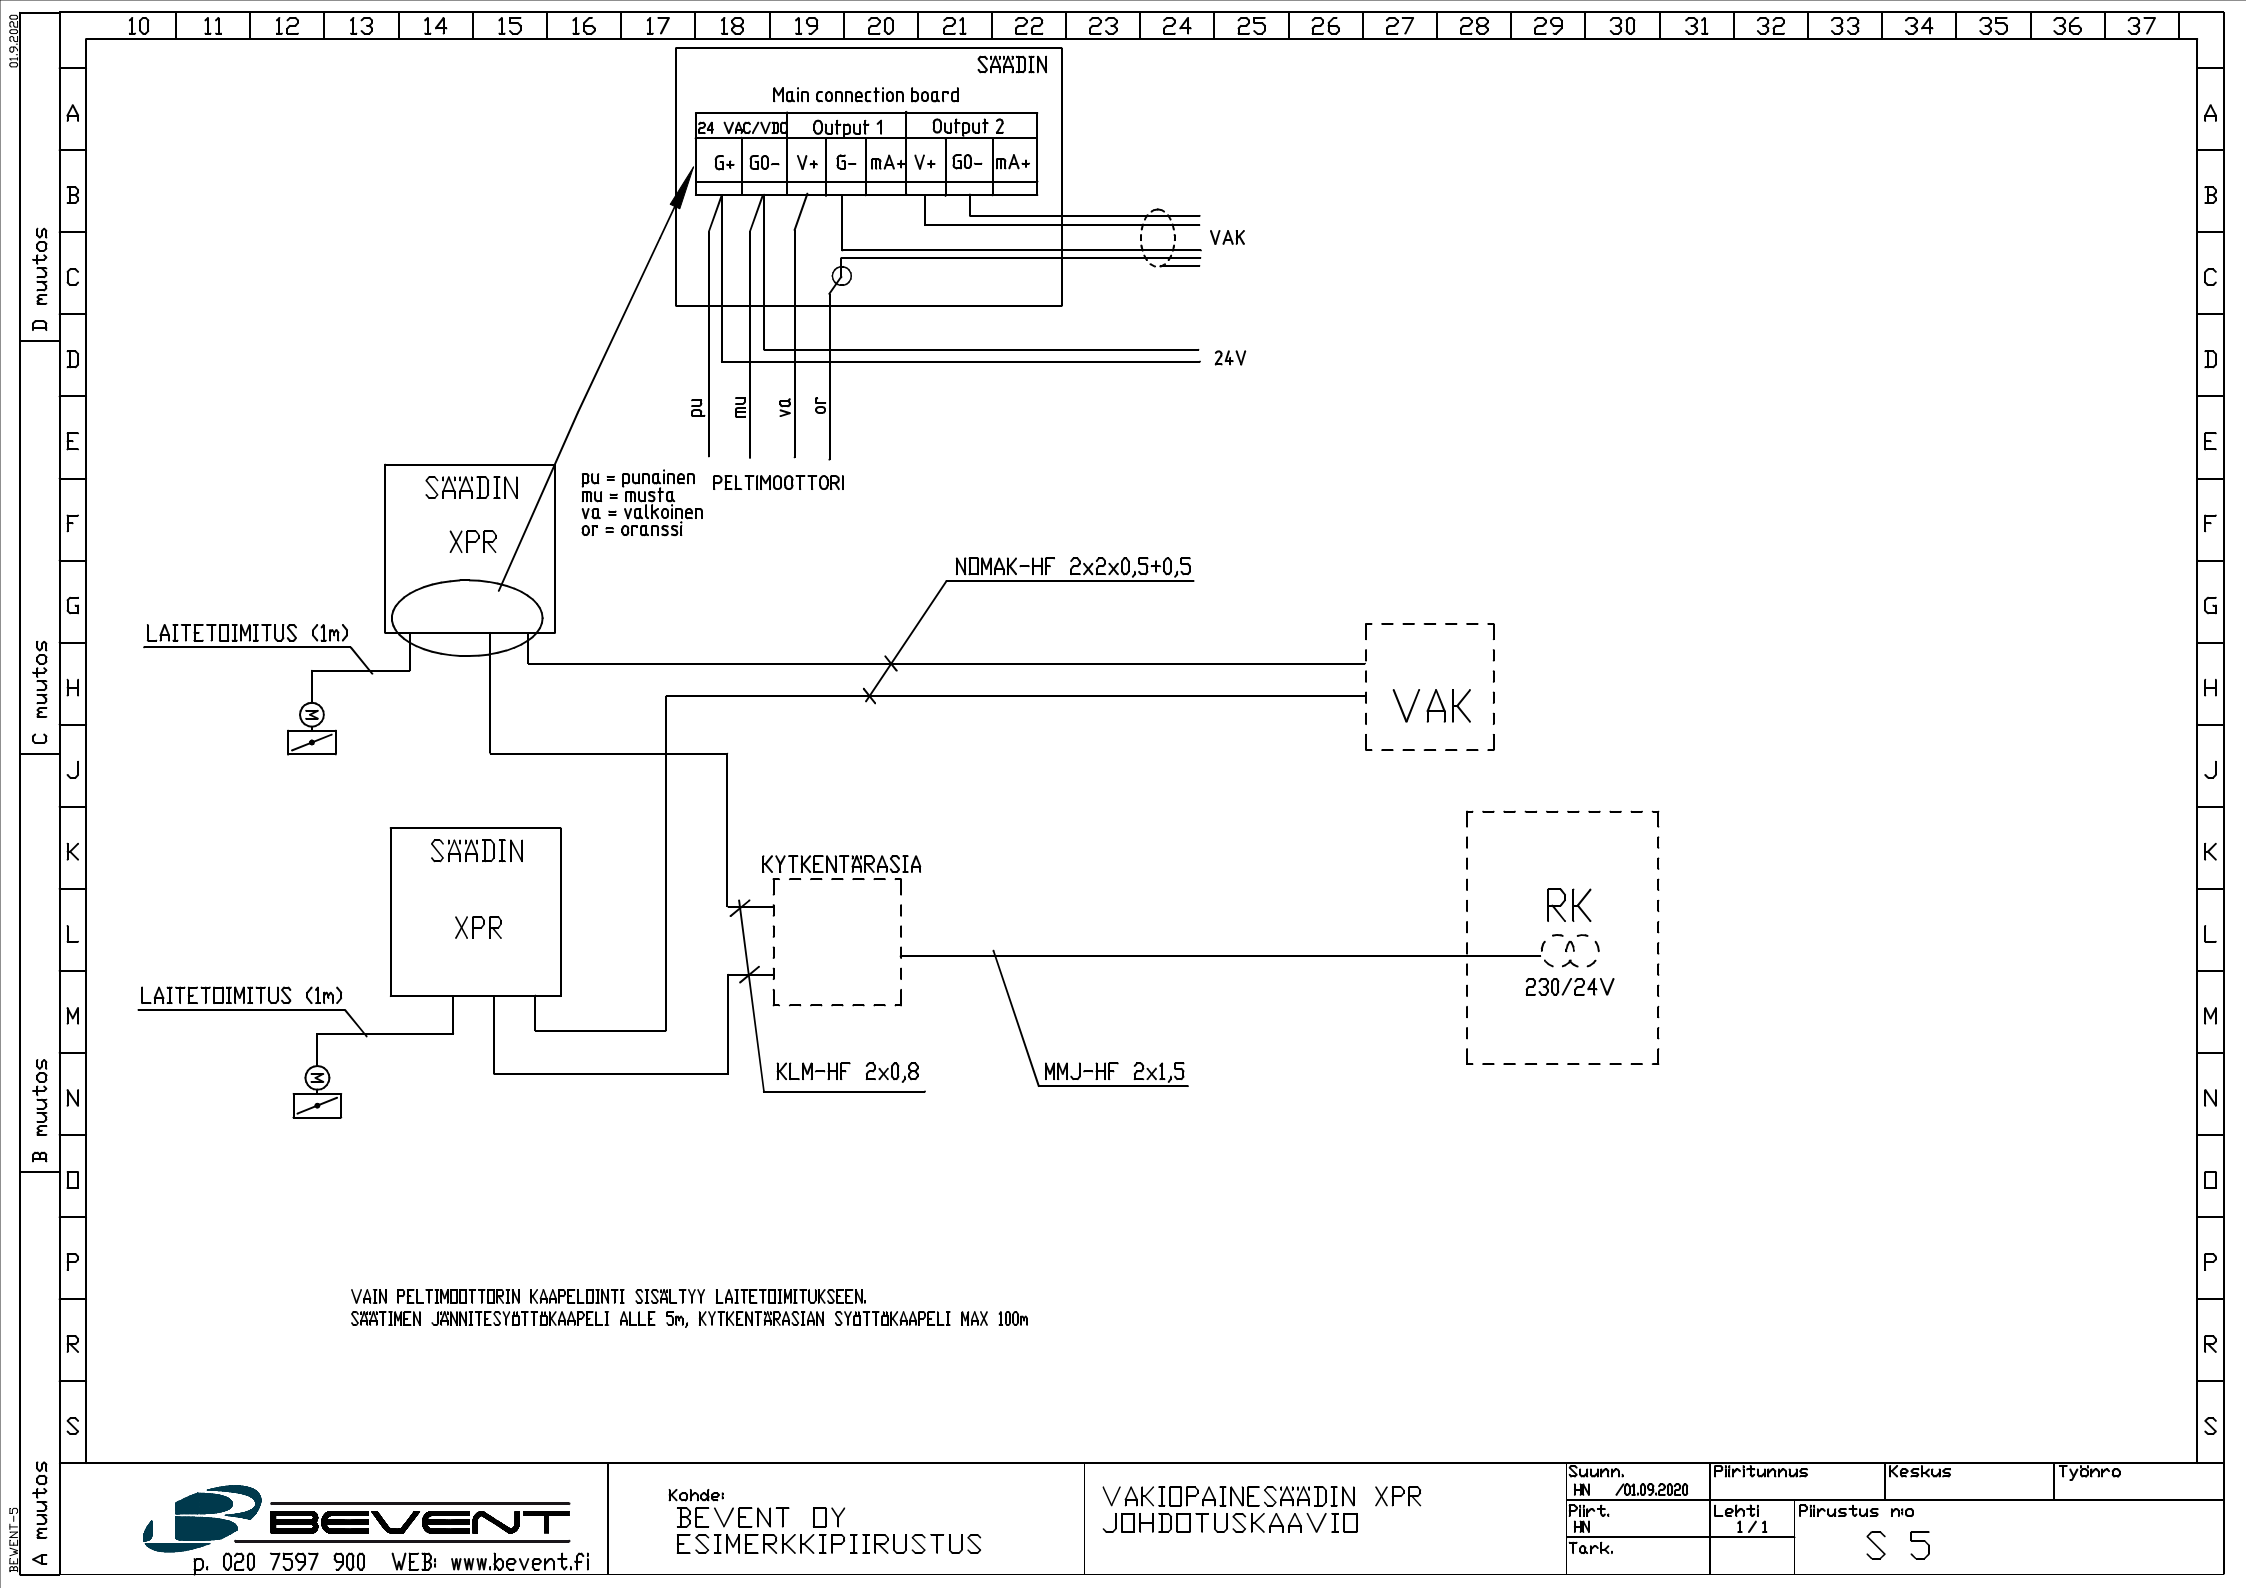 01.9.2020
10 11 12 13 14 15 16 17 18 19 20 21 22 23 24 25 26 27 28 29 30 31 32 33 34 35 36 37
A A
B B
C C
D D
E E
F F
G G
H H
J J
K K
L L
M M
N N
O O
P P
R R
S S
D muutos
C muutos
B muutos
A muutos
BEWENT-5
SÄÄDIN
Main connection board
24 VAC/VDC Output 1 Output 2
G+ G0- V+ G- mA+ V+ G0- mA+
VAK
24V
pu mu va or
PELTIMOOTTORI
pu = punainen
mu = musta
va = valkoinen
or = oranssi
SÄÄDIN
XPR
NOMAK-HF 2x2x0,5+0,5
LAITETOIMITUS (1m)
M
VAK
SÄÄDIN
XPR
KYTKENTÄRASIA
RK
230/24V
LAITETOIMITUS (1m)
M
KLM-HF 2x0,8
MMJ-HF 2x1,5
VAIN PELTIMOOTTORIN KAAPELOINTI SISÄLTYY LAITETOIMITUKSEEN.
SÄÄTIMEN JÄNNITESYÖTTÖKAAPELI ALLE 5m, KYTKENTÄRASIAN SYÖTTÖKAAPELI MAX 100m
BEVENT
p. 020 7597 900 WEB: www.bevent.fi
Kohde:
BEVENT OY
ESIMERKKIPIIRUSTUS
VAKIOPAINESÄÄDIN XPR
JOHDOTUSKAAVIO
Suunn.
HN /01.09.2020
Piiritunnus
Keskus
Työnro
Piirt.
HN
Lehti
1/1
Piirustus n:o
S 5
Tark.